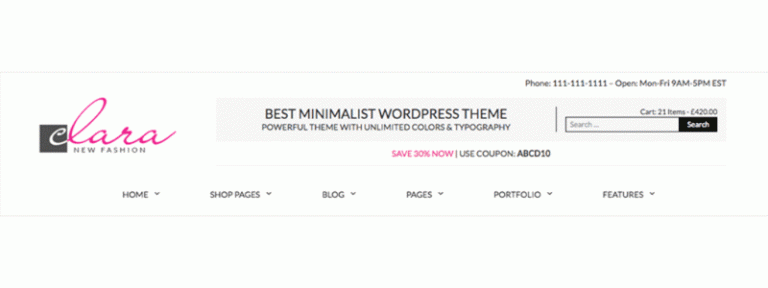 Phone: 111-111-1111 – Open: Mon-Fri 9AM-5PM EST
clara
NEW FASHION
BEST MINIMALIST WORDPRESS THEME
POWERFUL THEME WITH UNLIMITED COLORS & TYPOGRAPHY
Cart: 21 Items - £420.00
Search ...
Search
SAVE 30% NOW | USE COUPON: ABCD10
HOME
SHOP PAGES
BLOG
PAGES
PORTFOLIO
FEATURES